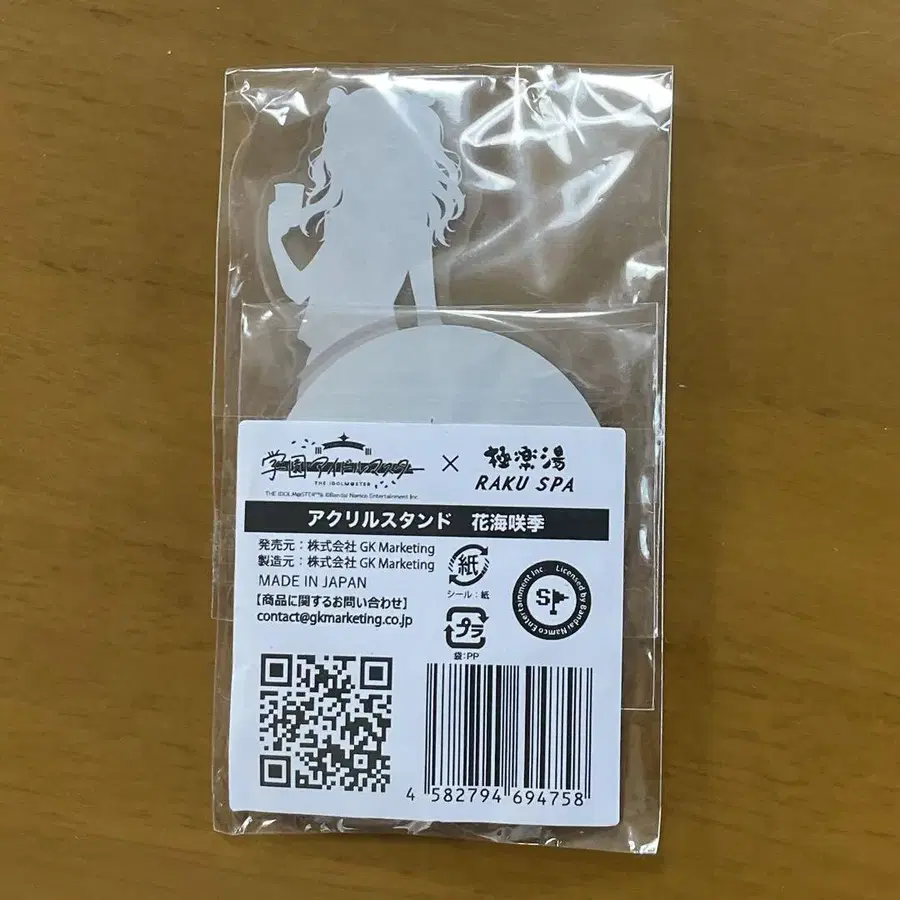 学園アイドルマスター
THE IDOLM@STER
×
極楽湯
RAKU SPA
THE IDOLM@STER™& ©Bandai Namco Entertainment Inc.
アクリルスタンド 花海咲季
発売元：株式会社 GK Marketing
製造元：株式会社 GK Marketing
MADE IN JAPAN
【商品に関するお問い合わせ】
contact@gkmarketing.co.jp
紙
シール：紙
プラ
袋：PP
Licensed by Bandai Namco Entertainment Inc.
SP
4 582794 694758